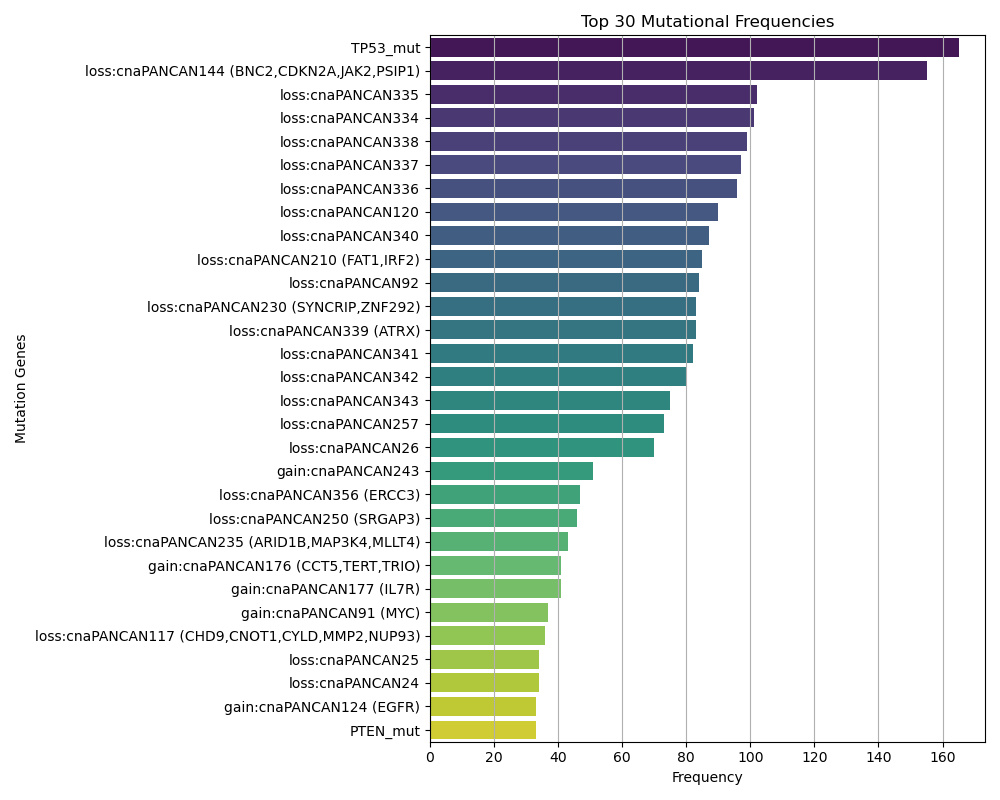 Top 30 Mutational Frequencies
Mutation Genes
TP53_mut
loss:cnaPANCAN144 (BNC2,CDKN2A,JAK2,PSIP1)
loss:cnaPANCAN335
loss:cnaPANCAN334
loss:cnaPANCAN338
loss:cnaPANCAN337
loss:cnaPANCAN336
loss:cnaPANCAN120
loss:cnaPANCAN340
loss:cnaPANCAN210 (FAT1,IRF2)
loss:cnaPANCAN92
loss:cnaPANCAN230 (SYNCRIP,ZNF292)
loss:cnaPANCAN339 (ATRX)
loss:cnaPANCAN341
loss:cnaPANCAN342
loss:cnaPANCAN343
loss:cnaPANCAN257
loss:cnaPANCAN26
gain:cnaPANCAN243
loss:cnaPANCAN356 (ERCC3)
loss:cnaPANCAN250 (SRGAP3)
loss:cnaPANCAN235 (ARID1B,MAP3K4,MLLT4)
gain:cnaPANCAN176 (CCT5,TERT,TRIO)
gain:cnaPANCAN177 (IL7R)
gain:cnaPANCAN91 (MYC)
loss:cnaPANCAN117 (CHD9,CNOT1,CYLD,MMP2,NUP93)
loss:cnaPANCAN25
loss:cnaPANCAN24
gain:cnaPANCAN124 (EGFR)
PTEN_mut
0 20 40 60 80 100 120 140 160
Frequency